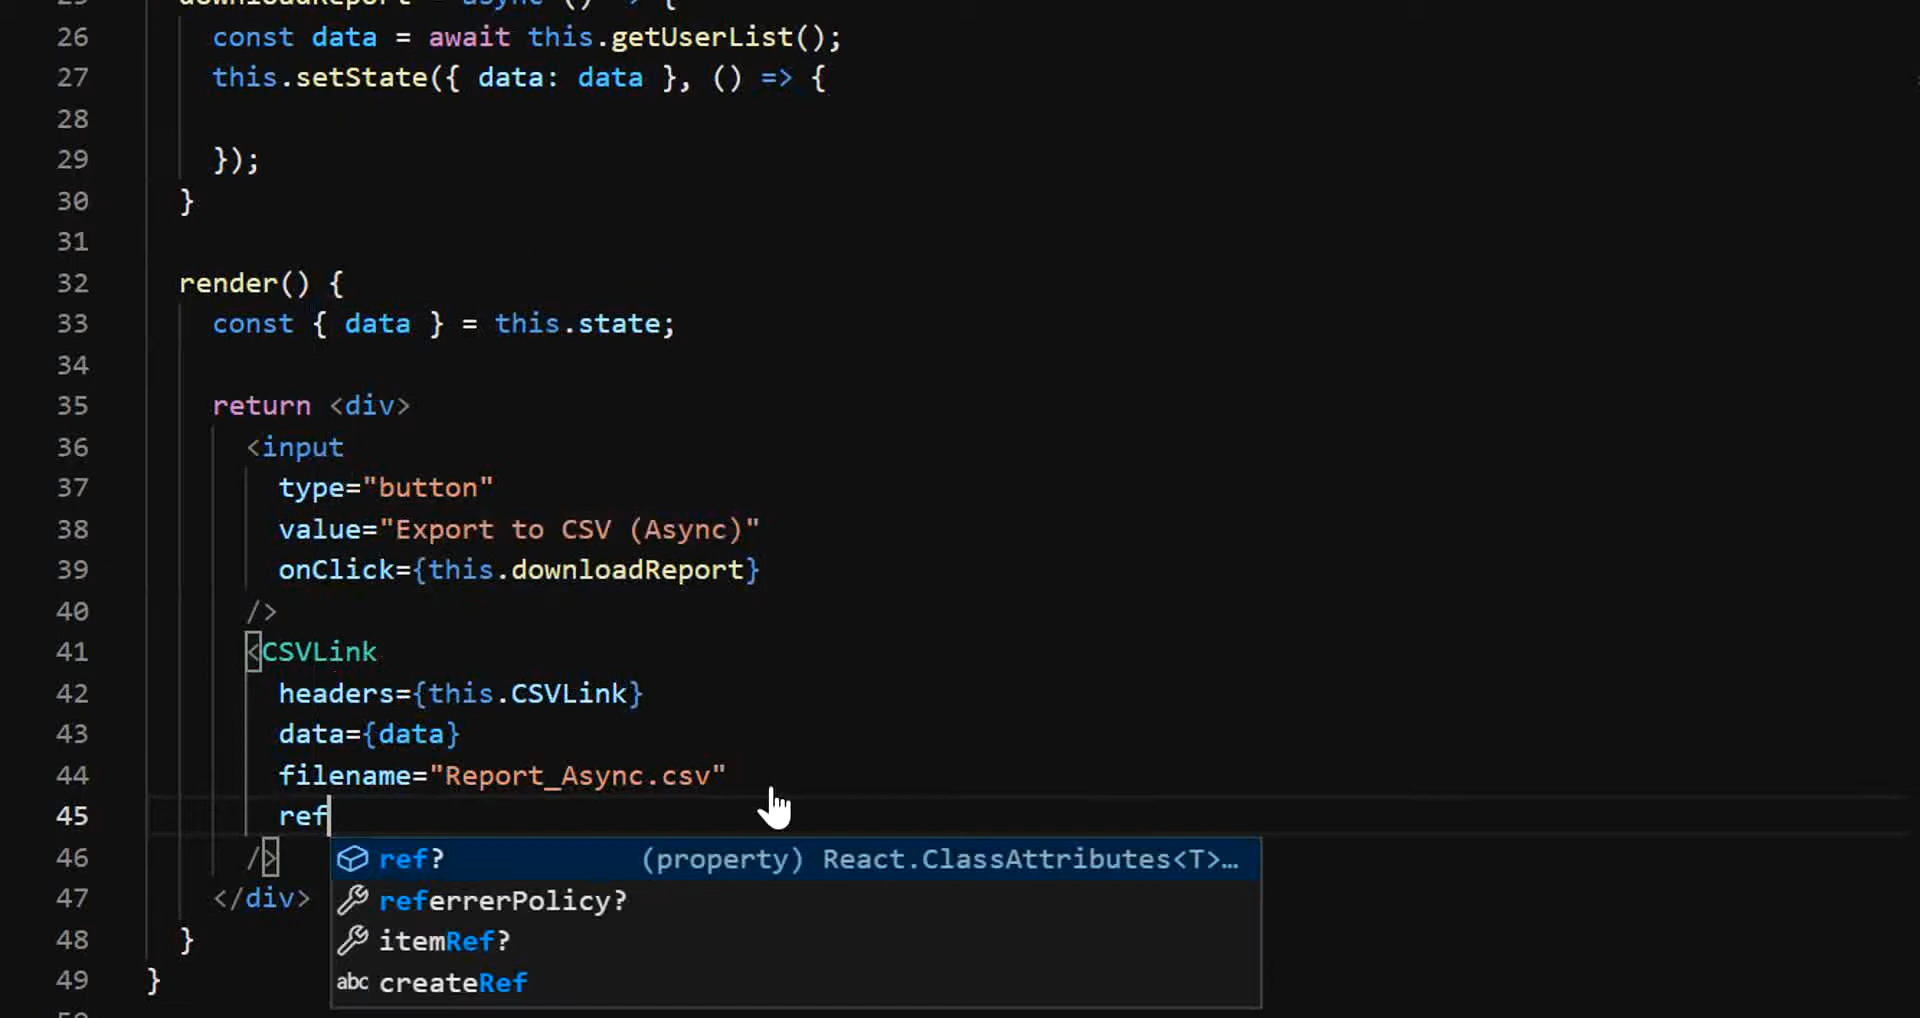 downloadReport = async () => {
26 const data = await this.getUserList();
27 this.setState({ data: data }, () => {
28
29 });
30 }
31
32 render() {
33 const { data } = this.state;
34
35 return <div>
36 <input
37 type="button"
38 value="Export to CSV (Async)"
39 onClick={this.downloadReport}
40 />
41 <CSVLink
42 headers={this.CSVLink}
43 data={data}
44 filename="Report_Async.csv"
45 ref
46 />
ref? (property) React.ClassAttributes<T>…
47 </div>
referrerPolicy?
48 }
itemRef?
49 }
abc createRef